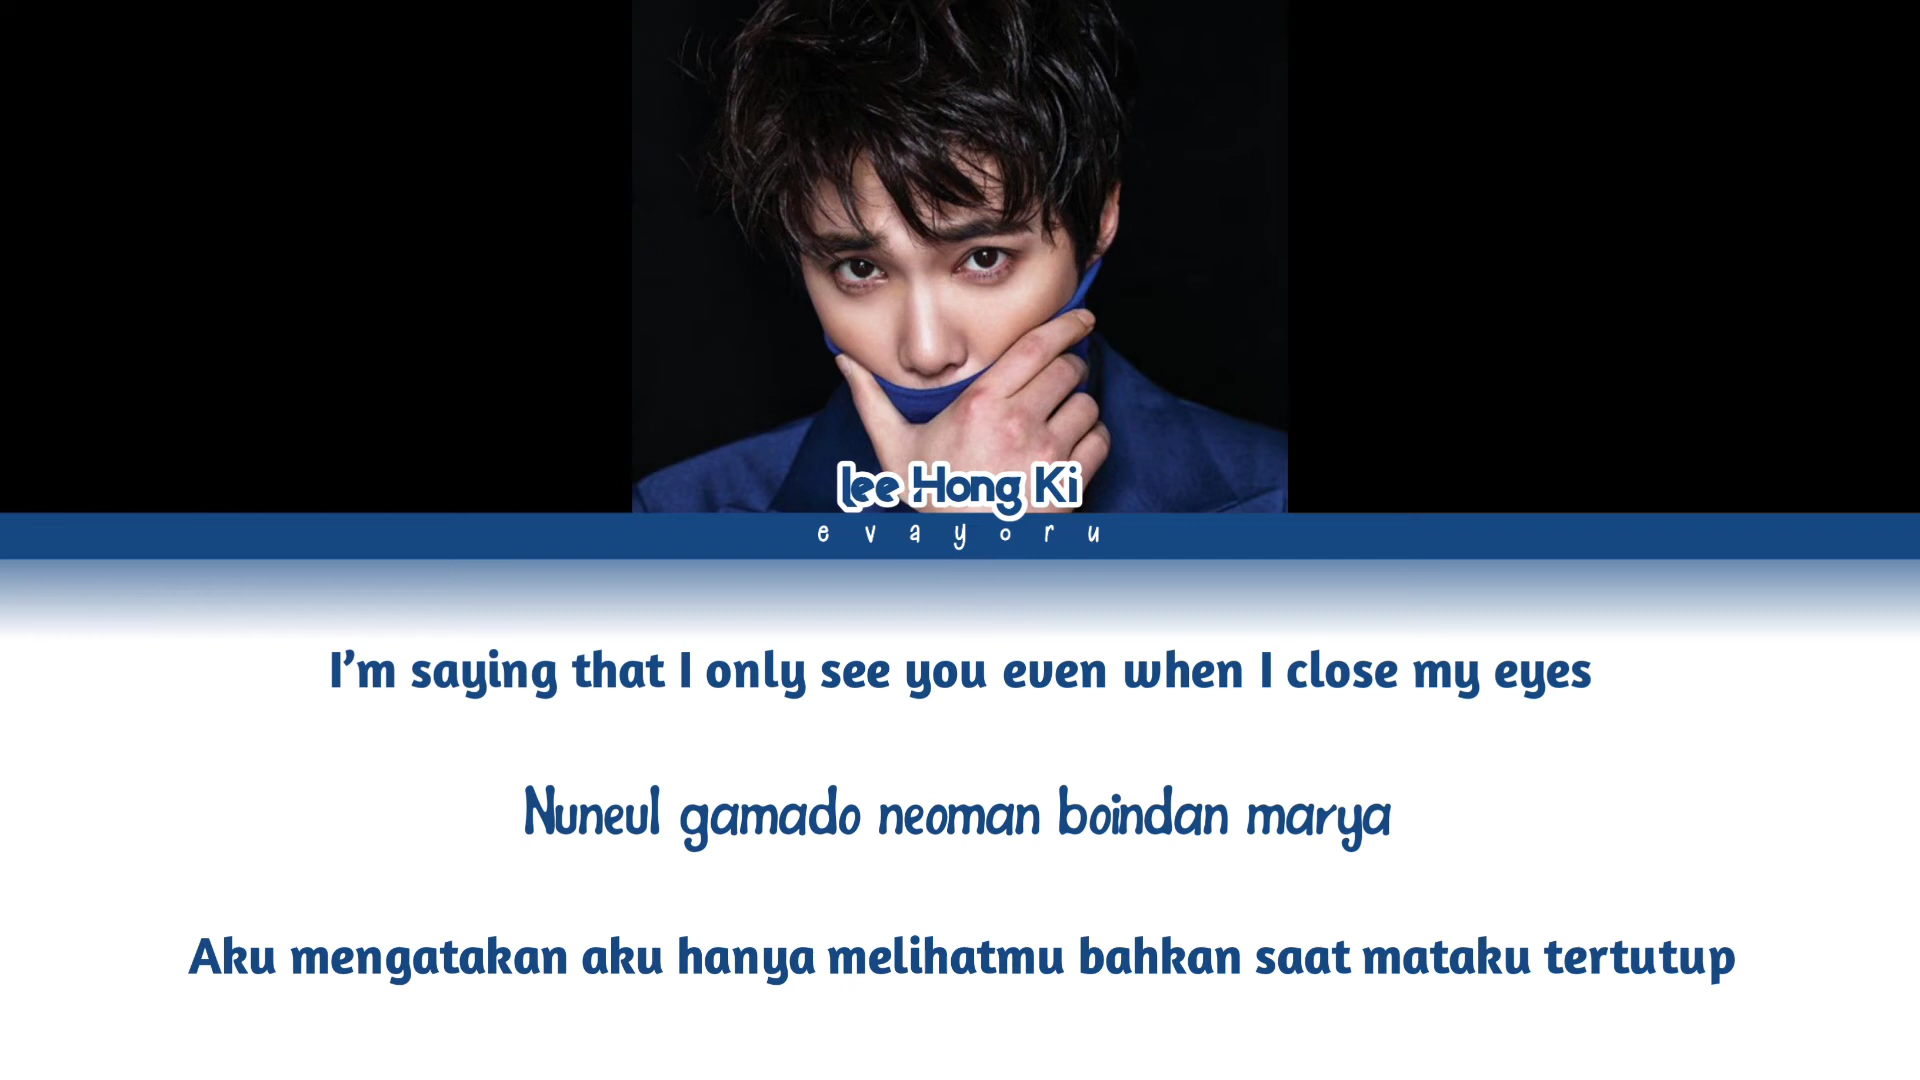 Lee Hong Ki
evayoru
I'm saying that I only see you even when I close my eyes
Nuneul gamado neoman boindan marya
Aku mengatakan aku hanya melihatmu bahkan saat mataku tertutup